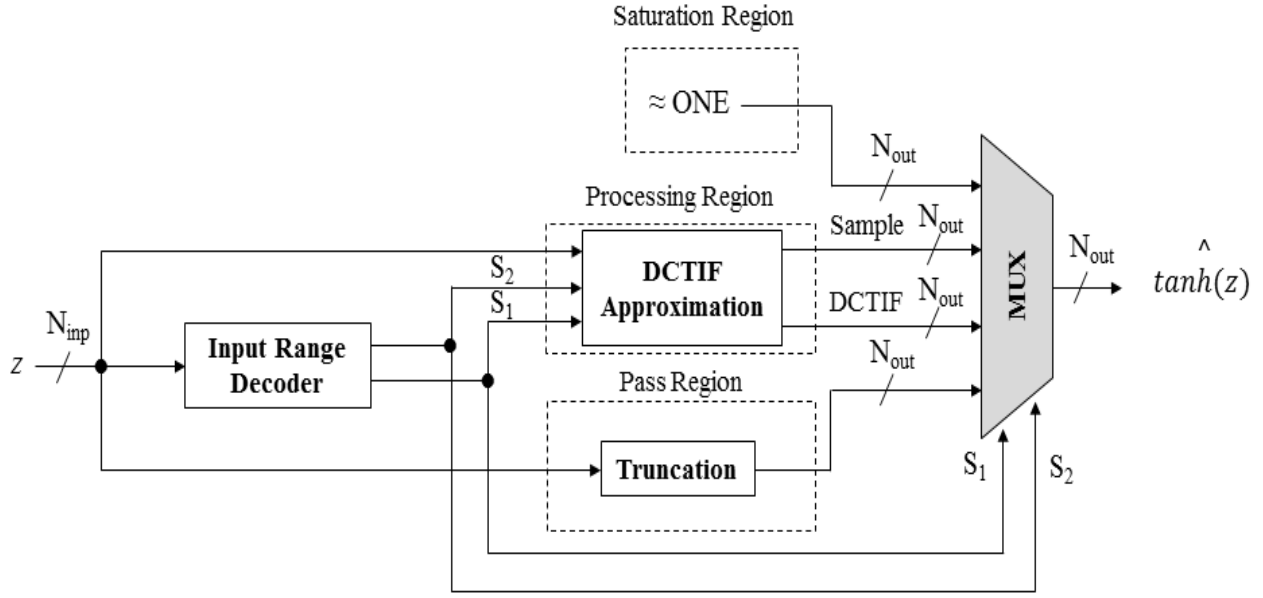 Saturation Region
≈ ONE
N_out
Processing Region
Sample
N_out
S_2
S_1
DCTIF
Approximation
DCTIF
N_out
MUX
N_out
^
tanh(z)
z
N_inp
Input Range
Decoder
Pass Region
N_out
Truncation
S_1
S_2